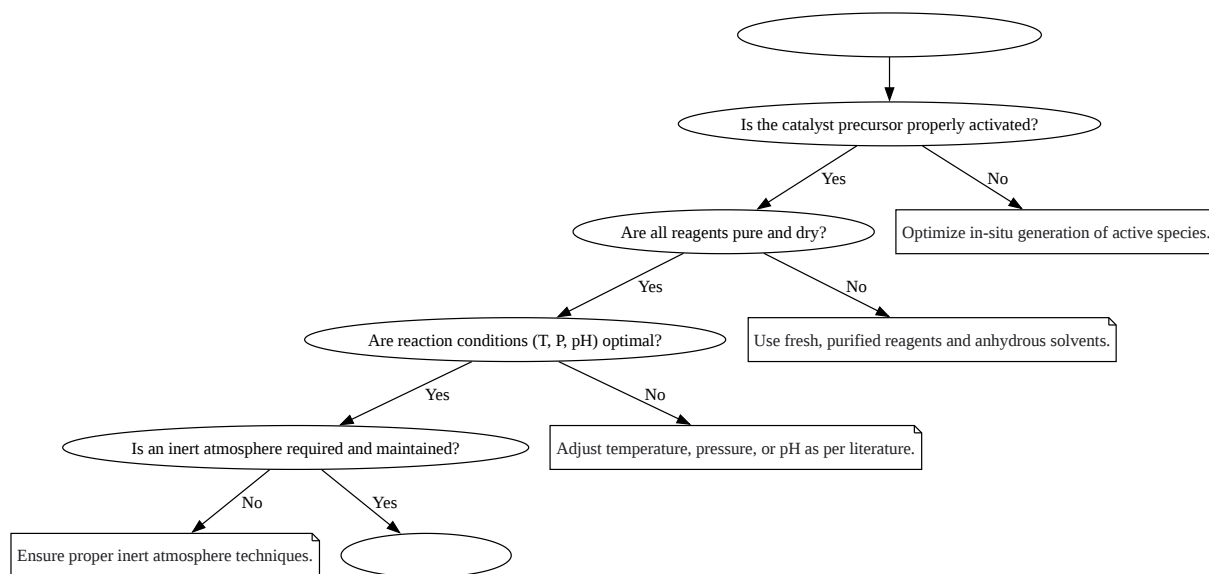 Is the catalyst precursor properly activated?
Yes
No
Are all reagents pure and dry?
Optimize in-situ generation of active species.
Yes
No
Are reaction conditions (T, P, pH) optimal?
Use fresh, purified reagents and anhydrous solvents.
Yes
No
Is an inert atmosphere required and maintained?
Adjust temperature, pressure, or pH as per literature.
No
Yes
Ensure proper inert atmosphere techniques.